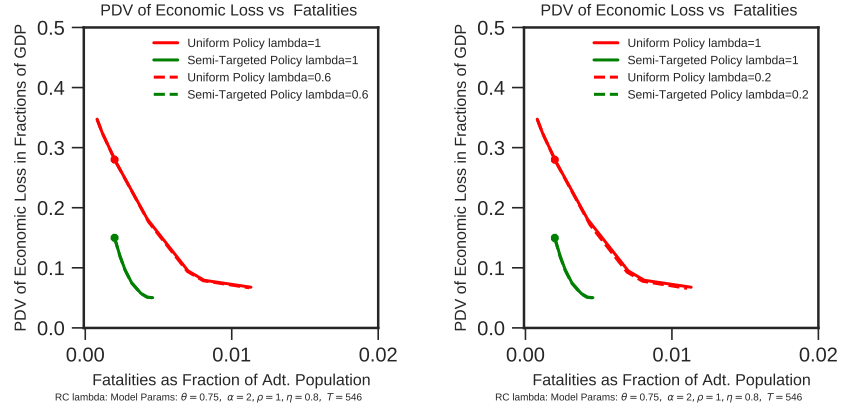 PDV of Economic Loss vs Fatalities
PDV of Economic Loss in Fractions of GDP
0.5
0.4
0.3
0.2
0.1
0.0
Uniform Policy lambda=1
Semi-Targeted Policy lambda=1
Uniform Policy lambda=0.6
Semi-Targeted Policy lambda=0.6
0.00 0.01 0.02
Fatalities as Fraction of Adt. Population
RC lambda: Model Params: θ = 0.75, α = 2, ρ = 1, η = 0.8, T = 546
PDV of Economic Loss vs Fatalities
PDV of Economic Loss in Fractions of GDP
0.5
0.4
0.3
0.2
0.1
0.0
Uniform Policy lambda=1
Semi-Targeted Policy lambda=1
Uniform Policy lambda=0.2
Semi-Targeted Policy lambda=0.2
0.00 0.01 0.02
Fatalities as Fraction of Adt. Population
RC lambda: Model Params: θ = 0.75, α = 2, ρ = 1, η = 0.8, T = 546